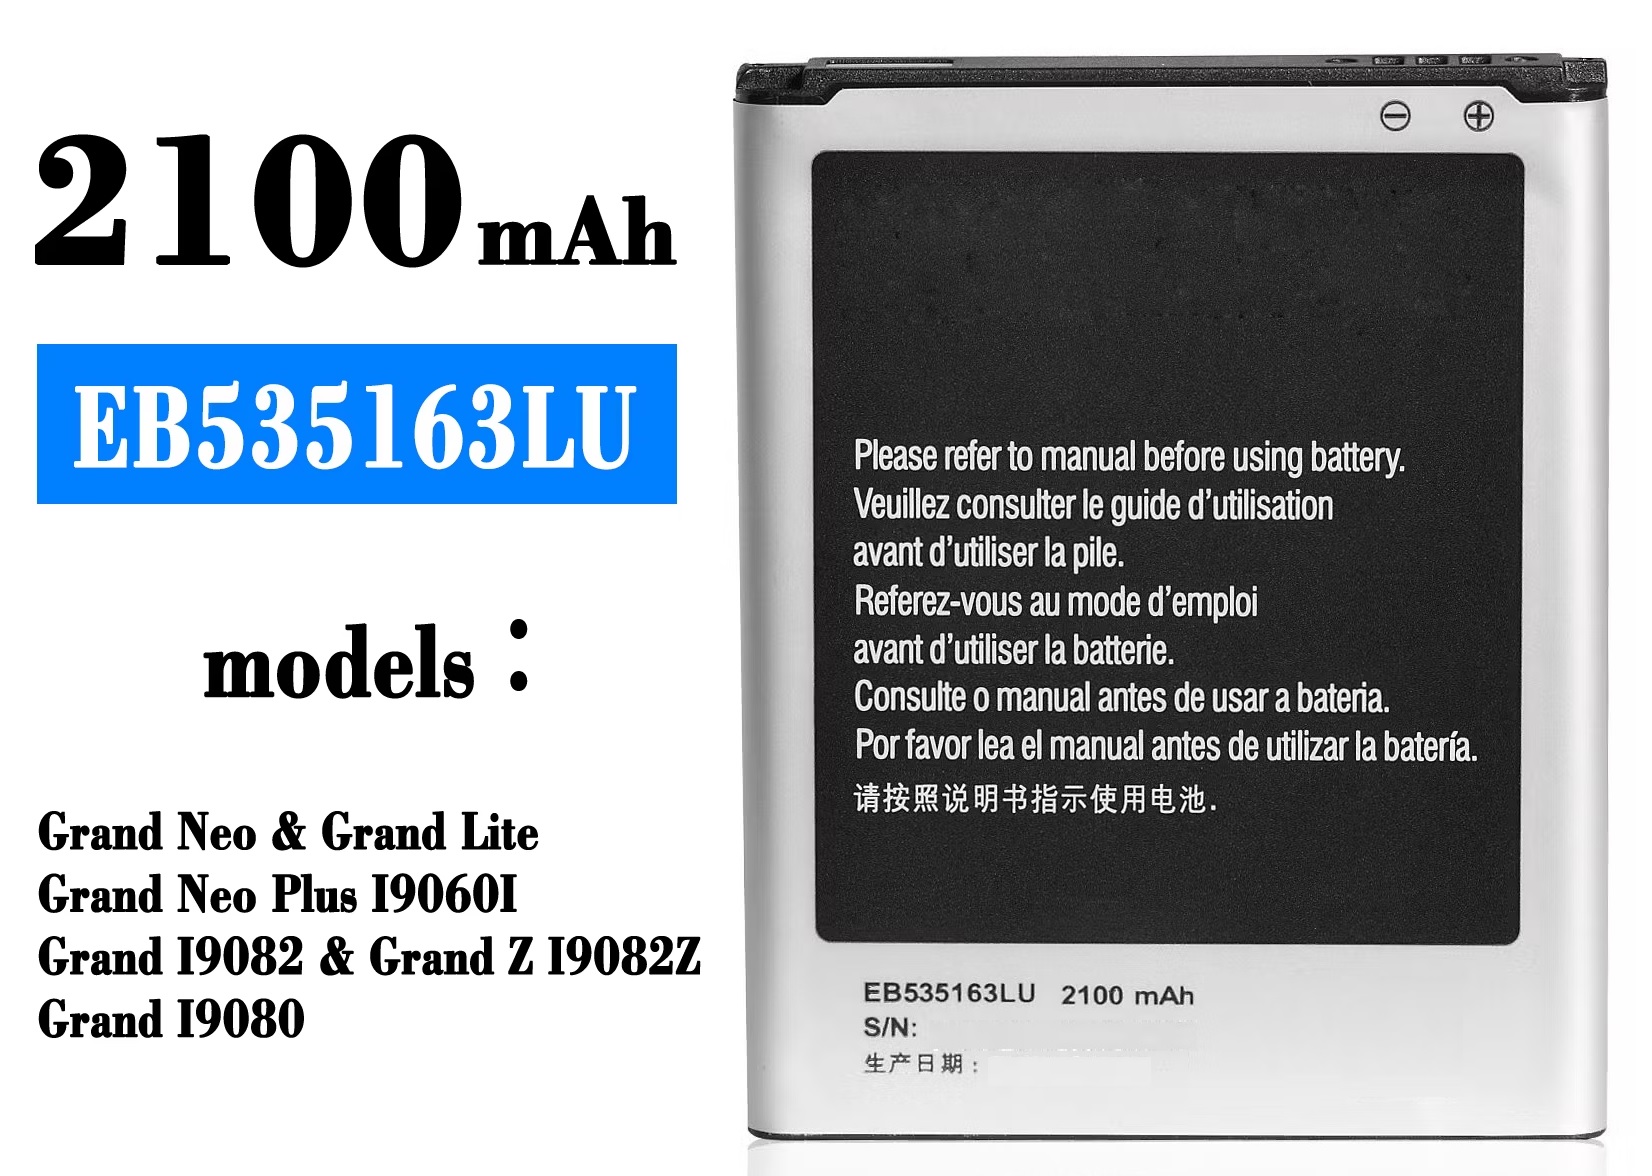 2100 mAh
EB535163LU
models：
Grand Neo & Grand Lite
Grand Neo Plus I9060I
Grand I9082 & Grand Z I9082Z
Grand I9080
Please refer to manual before using battery.
Veuillez consulter le guide d'utilisation
avant d'utiliser la pile.
Referez-vous au mode d'emploi
avant d'utiliser la batterie.
Consulte o manual antes de usar a bateria.
Por favor lea el manual antes de utilizar la batería.
请按照说明书指示使用电池.
EB535163LU 2100 mAh
S/N:
生产日期：